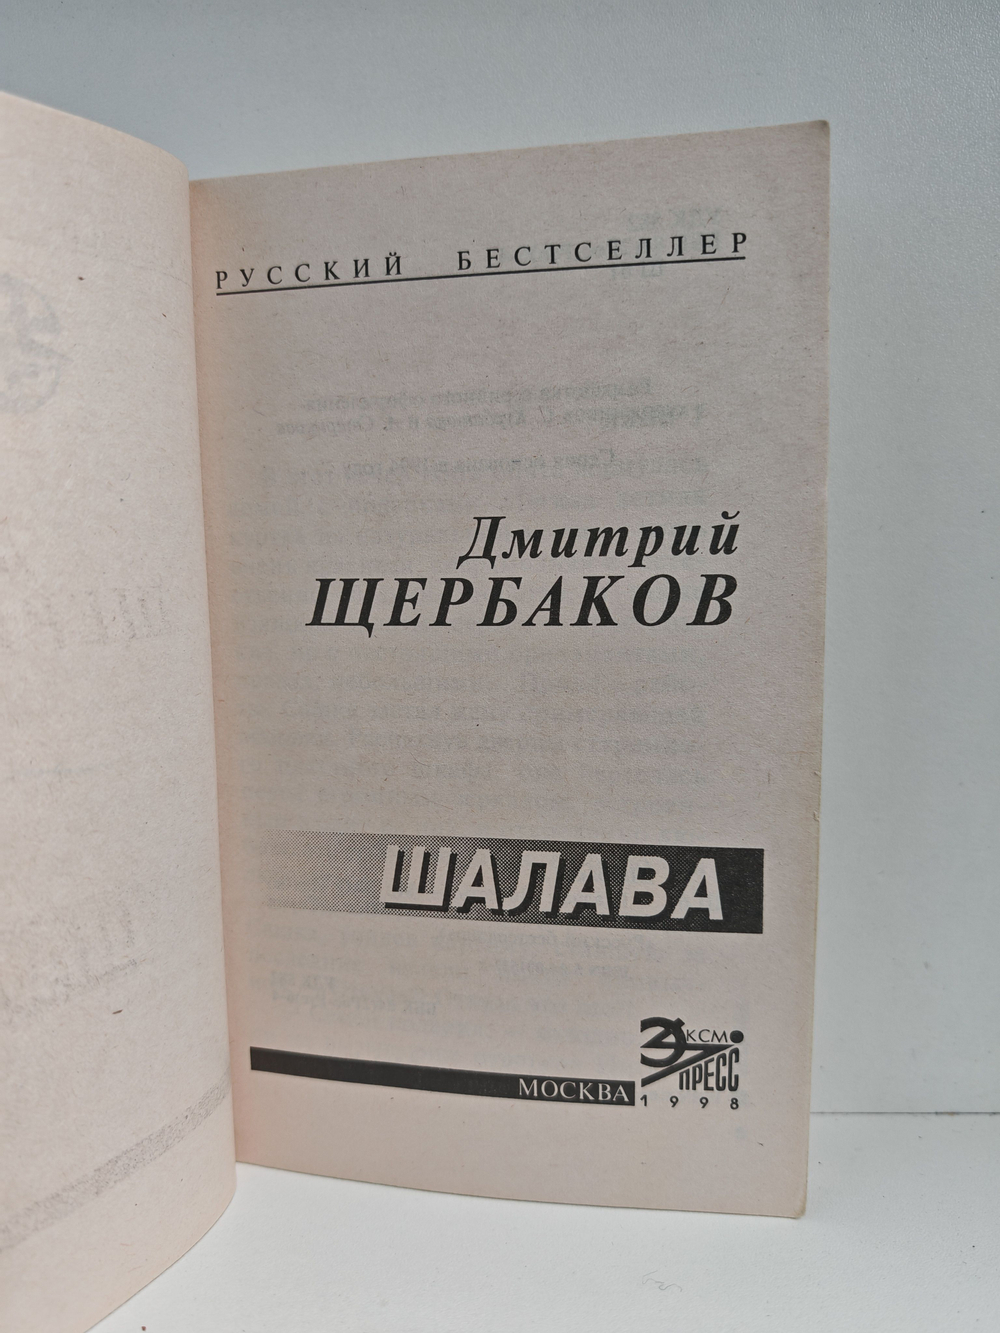 РУССКИЙ БЕСТСЕЛЛЕР
Дмитрий
ЩЕРБАКОВ
ШАЛАВА
МОСКВА
ЭКСМО
ПРЕСС
1998